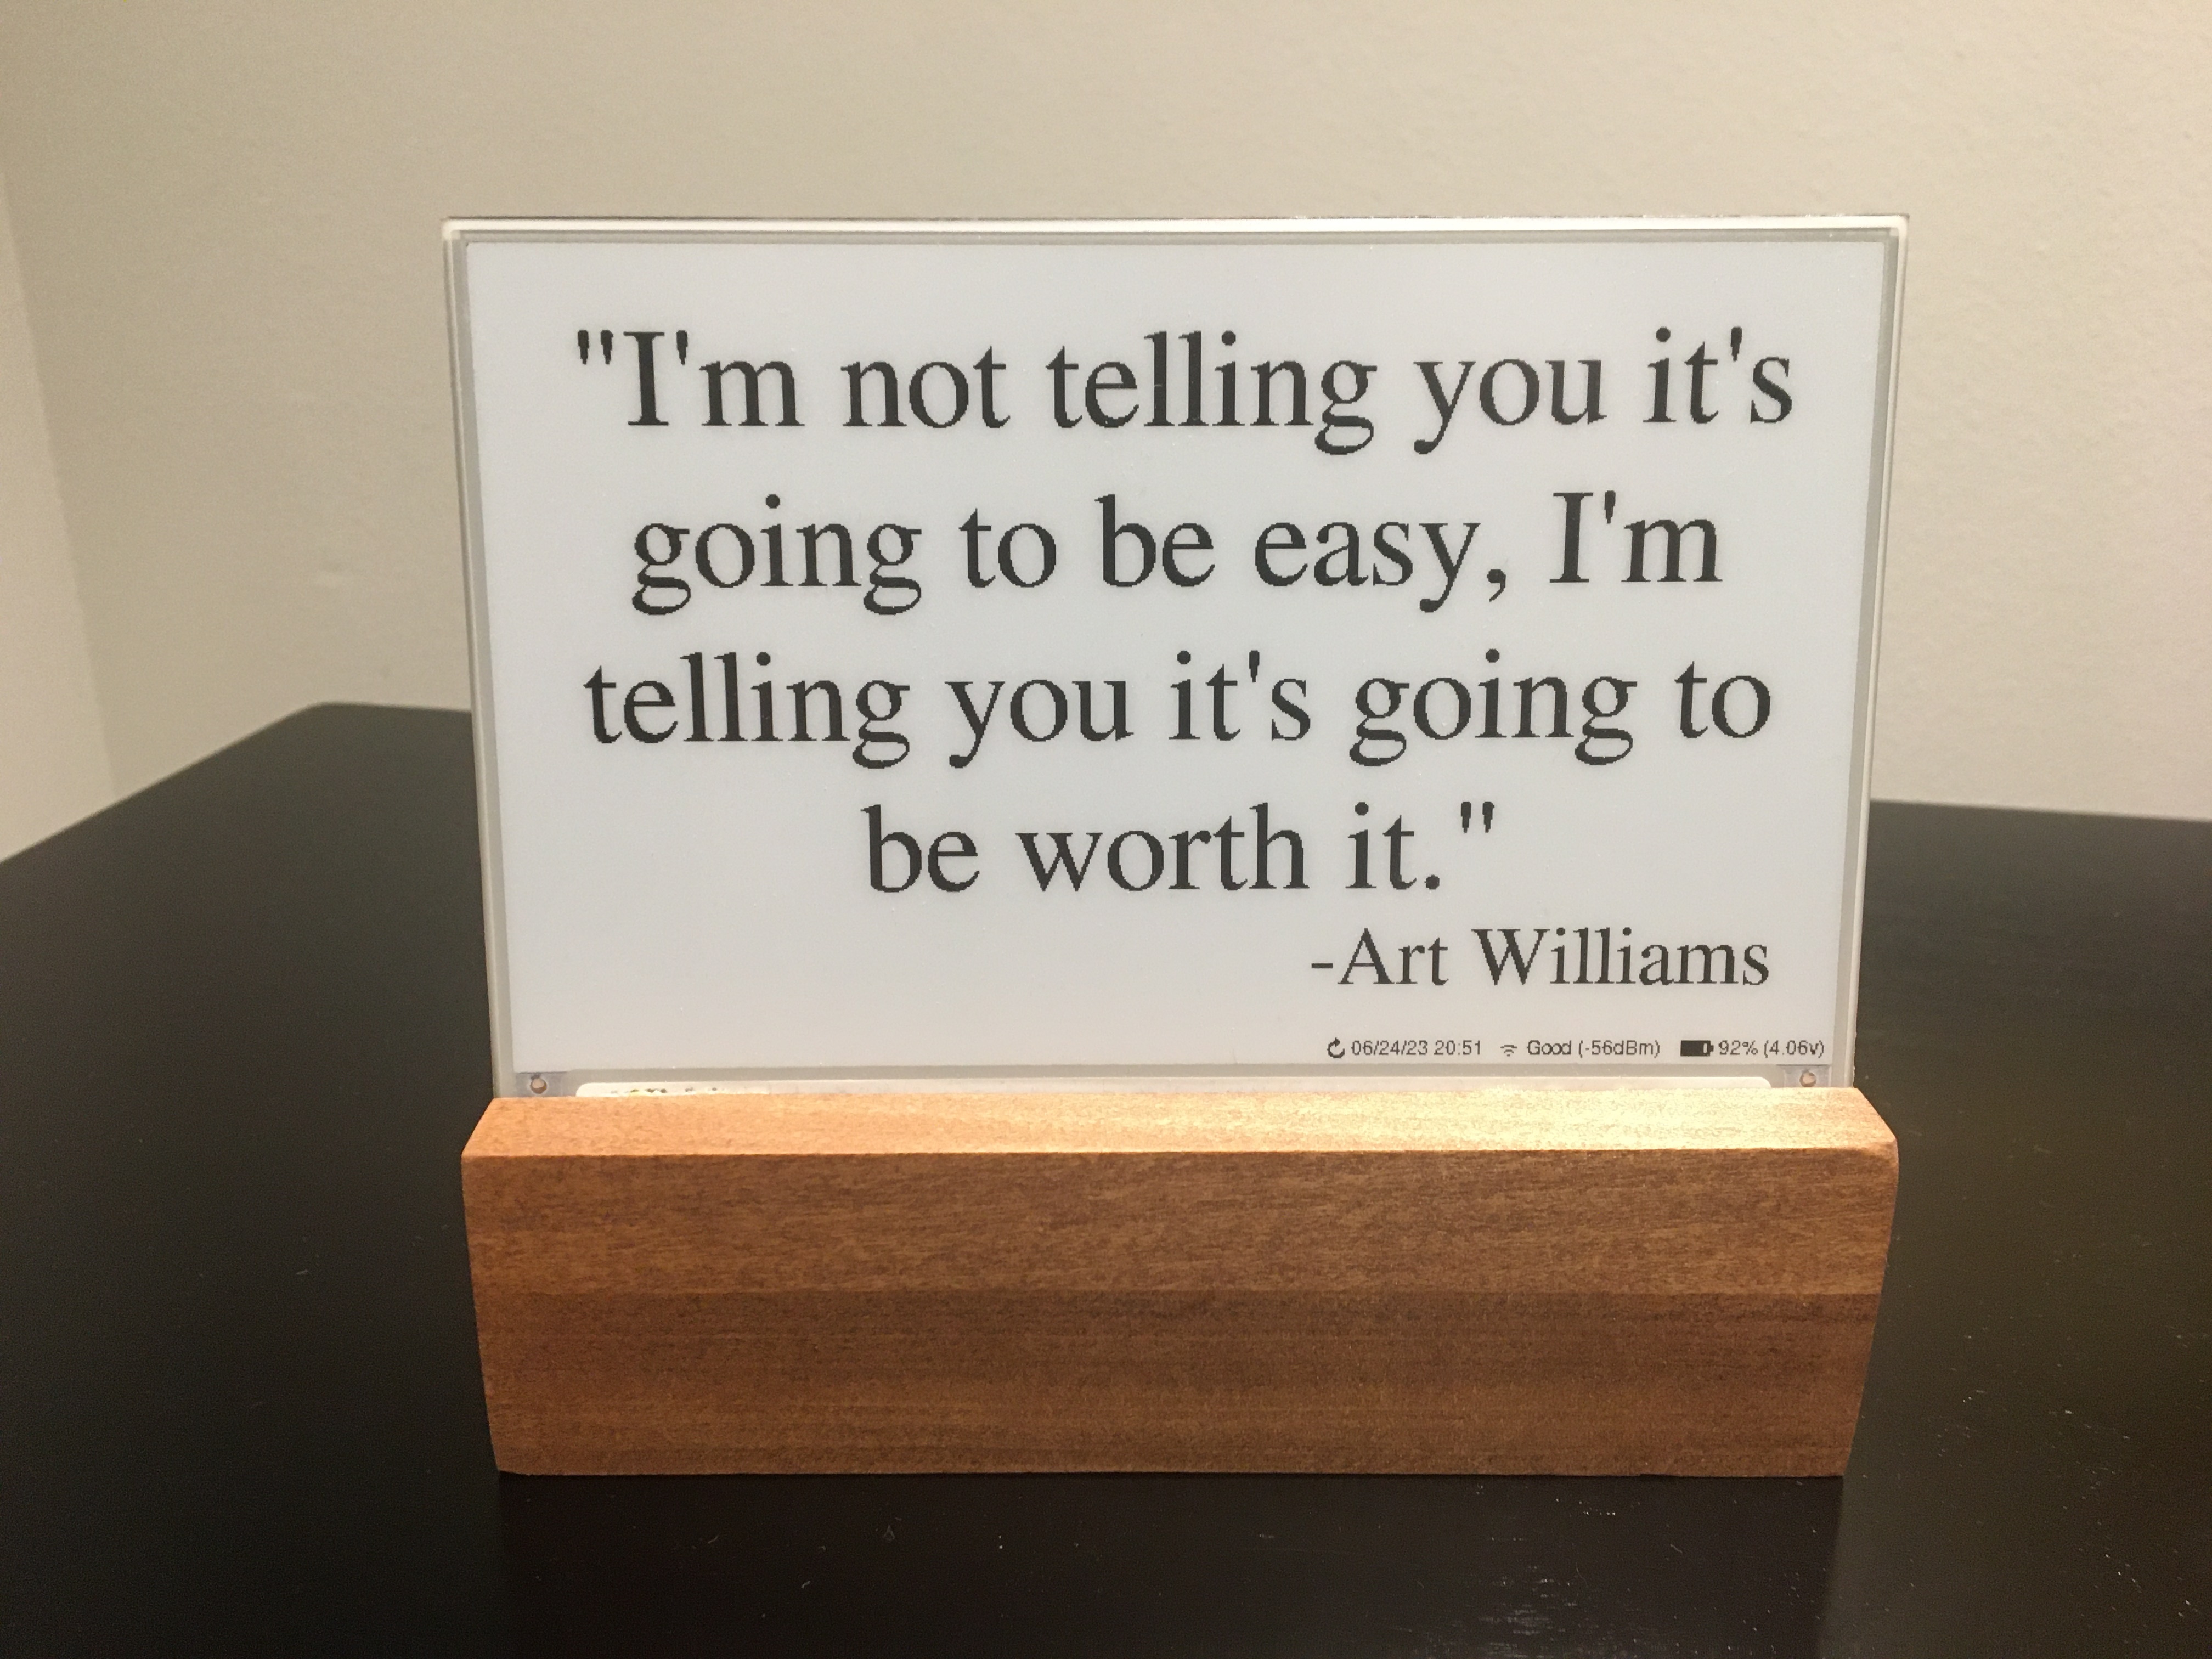 "I'm not telling you it's
going to be easy, I'm
telling you it's going to
be worth it."
-Art Williams
06/24/23 20:51 Good (-56dBm) 92% (4.06v)